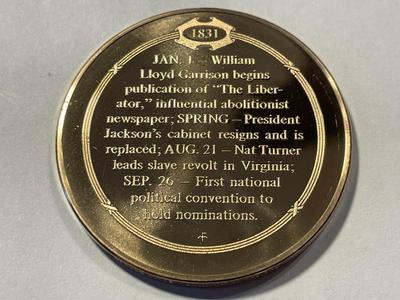 1831
JAN. 1 — William
Lloyd Garrison begins
publication of "The Liber-
ator," influential abolitionist
newspaper; SPRING — President
Jackson's cabinet resigns and is
replaced; AUG. 21 — Nat Turner
leads slave revolt in Virginia;
SEP. 26 — First national
political convention to
hold nominations.